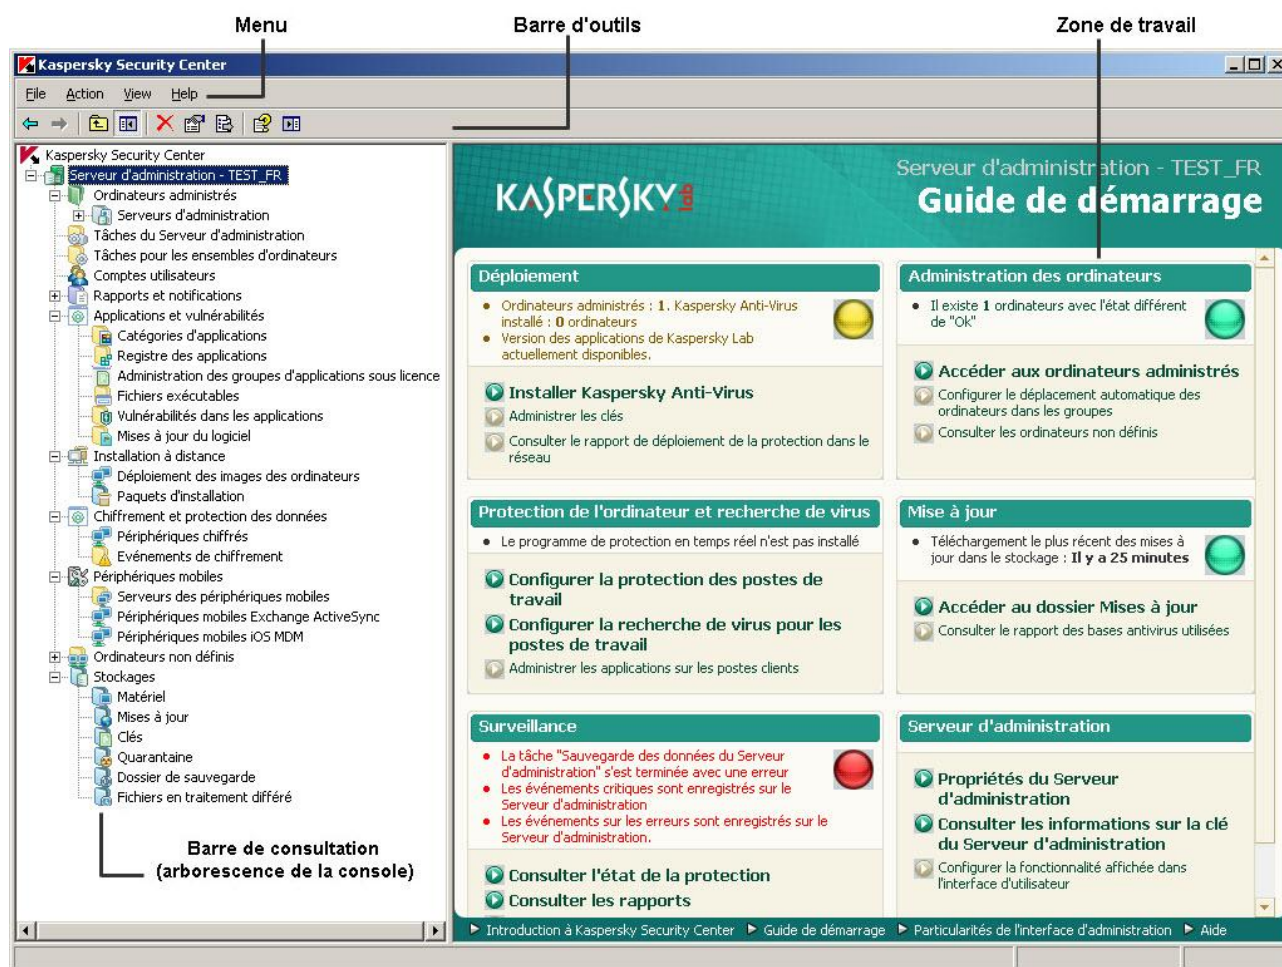 Menu
Barre d'outils
Zone de travail
Kaspersky Security Center
File Action View Help
Kaspersky Security Center
Serveur d'administration - TEST_FR
Ordinateurs administrés
Serveurs d'administration
Tâches du Serveur d'administration
Tâches pour les ensembles d'ordinateurs
Comptes utilisateurs
Rapports et notifications
Applications et vulnérabilités
Catégories d'applications
Registre des applications
Administration des groupes d'applications sous licence
Fichiers exécutables
Vulnérabilités dans les applications
Mises à jour du logiciel
Installation à distance
Déploiement des images des ordinateurs
Paquets d'installation
Chiffrement et protection des données
Périphériques chiffrés
Evénements de chiffrement
Périphériques mobiles
Serveurs des périphériques mobiles
Périphériques mobiles Exchange ActiveSync
Périphériques mobiles iOS MDM
Ordinateurs non définis
Stockages
Matériel
Mises à jour
Clés
Quarantaine
Dossier de sauvegarde
Fichiers en traitement différé
Barre de consultation
(arborescence de la console)
KASPERSKY lab
Serveur d'administration - TEST_FR
Guide de démarrage
Déploiement
• Ordinateurs administrés : 1. Kaspersky Anti-Virus
installé : 0 ordinateurs
• Version des applications de Kaspersky Lab
actuellement disponibles.
Installer Kaspersky Anti-Virus
Administrer les clés
Consulter le rapport de déploiement de la protection dans le
réseau
Administration des ordinateurs
• Il existe 1 ordinateurs avec l'état différent
de "Ok"
Accéder aux ordinateurs administrés
Configurer le déplacement automatique des
ordinateurs dans les groupes
Consulter les ordinateurs non définis
Protection de l'ordinateur et recherche de virus
• Le programme de protection en temps réel n'est pas installé
Configurer la protection des postes de
travail
Configurer la recherche de virus pour les
postes de travail
Administrer les applications sur les postes clients
Mise à jour
• Téléchargement le plus récent des mises à
jour dans le stockage : Il y a 25 minutes
Accéder au dossier Mises à jour
Consulter le rapport des bases antivirus utilisées
Surveillance
• La tâche "Sauvegarde des données du Serveur
d'administration" s'est terminée avec une erreur
• Les événements critiques sont enregistrés sur le
Serveur d'administration
• Les événements sur les erreurs sont enregistrés sur le
Serveur d'administration.
Consulter l'état de la protection
Consulter les rapports
Serveur d'administration
Propriétés du Serveur
d'administration
Consulter les informations sur la clé
du Serveur d'administration
Configurer la fonctionnalité affichée dans
l'interface d'utilisateur
Introduction à Kaspersky Security Center Guide de démarrage Particularités de l'interface d'administration Aide